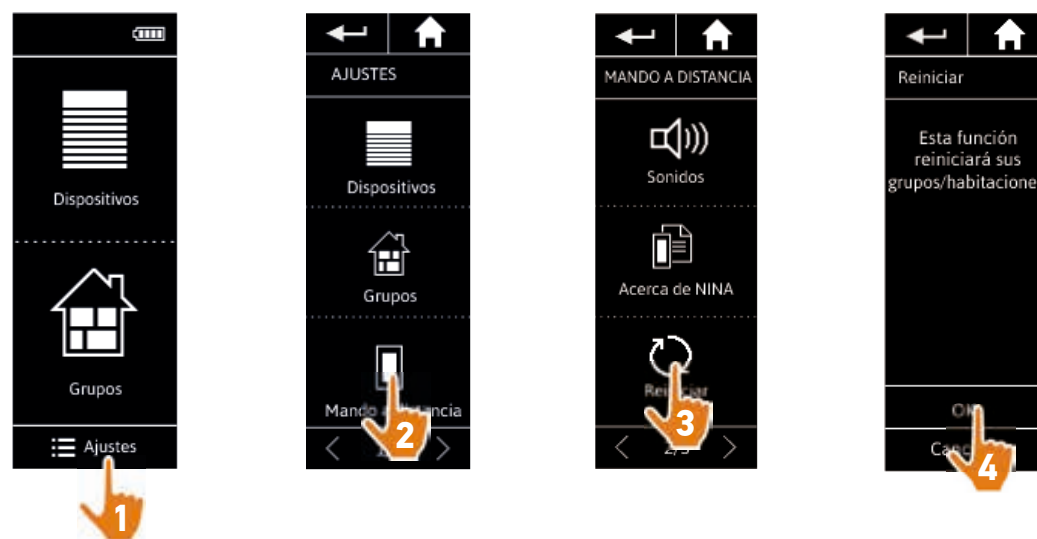 Dispositivos
Grupos
Ajustes
1
AJUSTES
Dispositivos
Grupos
Mando
2
MANDO A DISTANCIA
Sonidos
Acerca de NINA
3
Reiniciar
Esta función
reiniciará sus
grupos/habitacione
4